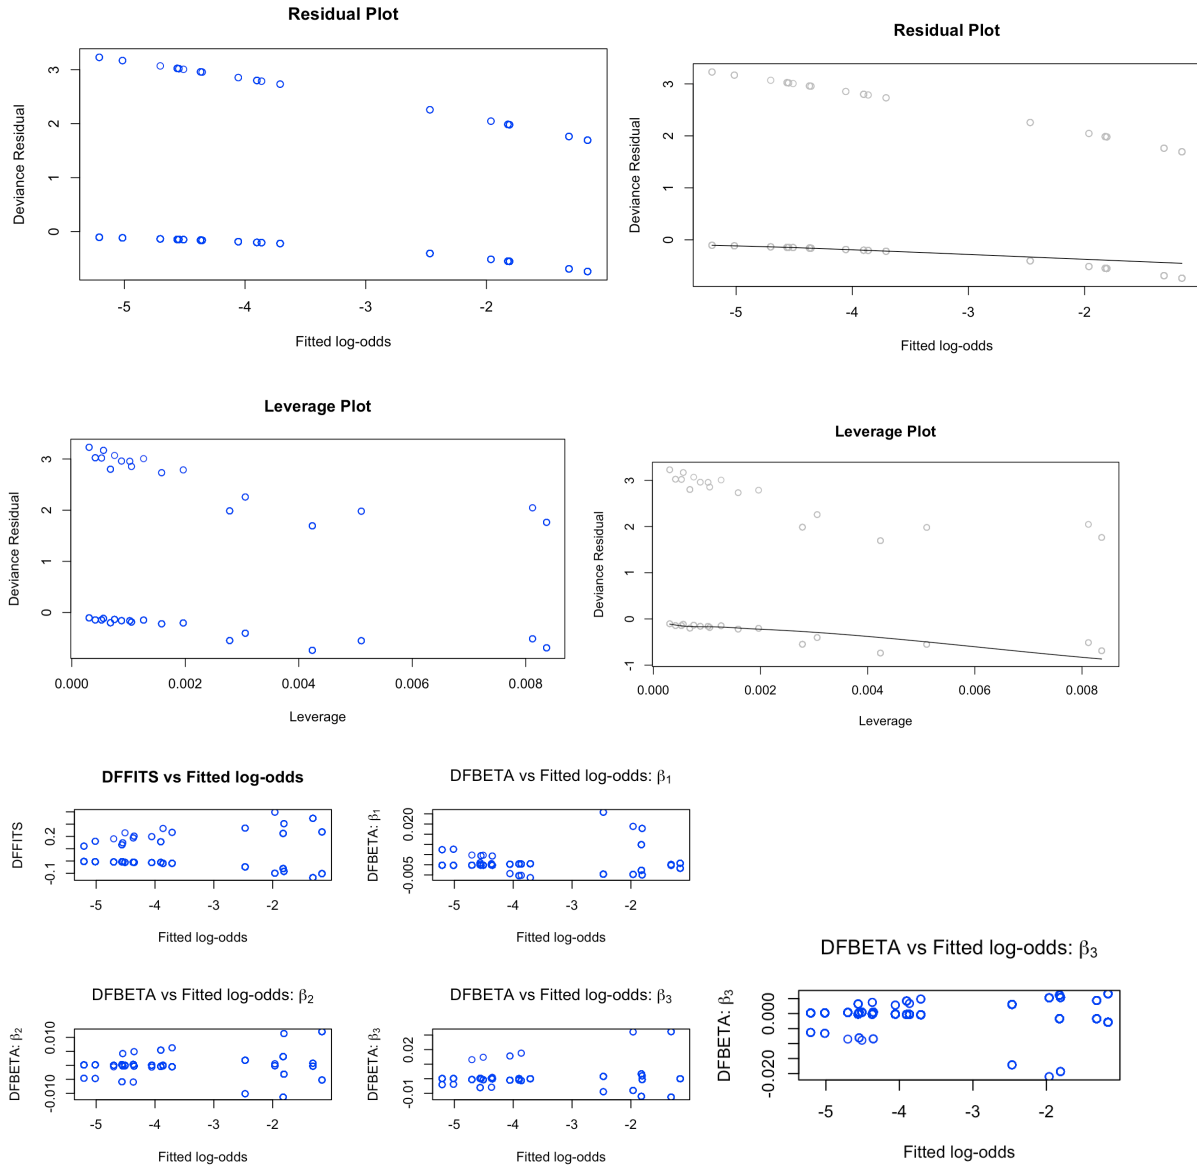 Residual Plot
Deviance Residual
3
2
1
0
-5 -4 -3 -2
Fitted log-odds
Residual Plot
Deviance Residual
3
2
1
0
-5 -4 -3 -2
Fitted log-odds
Leverage Plot
Deviance Residual
3
2
1
0
0.000 0.002 0.004 0.006 0.008
Leverage
Leverage Plot
Deviance Residual
3
2
1
0
-1
0.000 0.002 0.004 0.006 0.008
Leverage
DFFITS vs Fitted log-odds
DFFITS
0.2
-0.1
-5 -4 -3 -2
Fitted log-odds
DFBETA vs Fitted log-odds: β₁
DFBETA: β₁
0.020
0.005
-0.005
-5 -4 -3 -2
Fitted log-odds
DFBETA vs Fitted log-odds: β₂
DFBETA: β₂
0.010
-0.010
-5 -4 -3 -2
Fitted log-odds
DFBETA vs Fitted log-odds: β₃
DFBETA: β₃
0.02
-0.01
-5 -4 -3 -2
Fitted log-odds
DFBETA vs Fitted log-odds: β₃
DFBETA: β₃
0.000
-0.020
-5 -4 -3 -2
Fitted log-odds